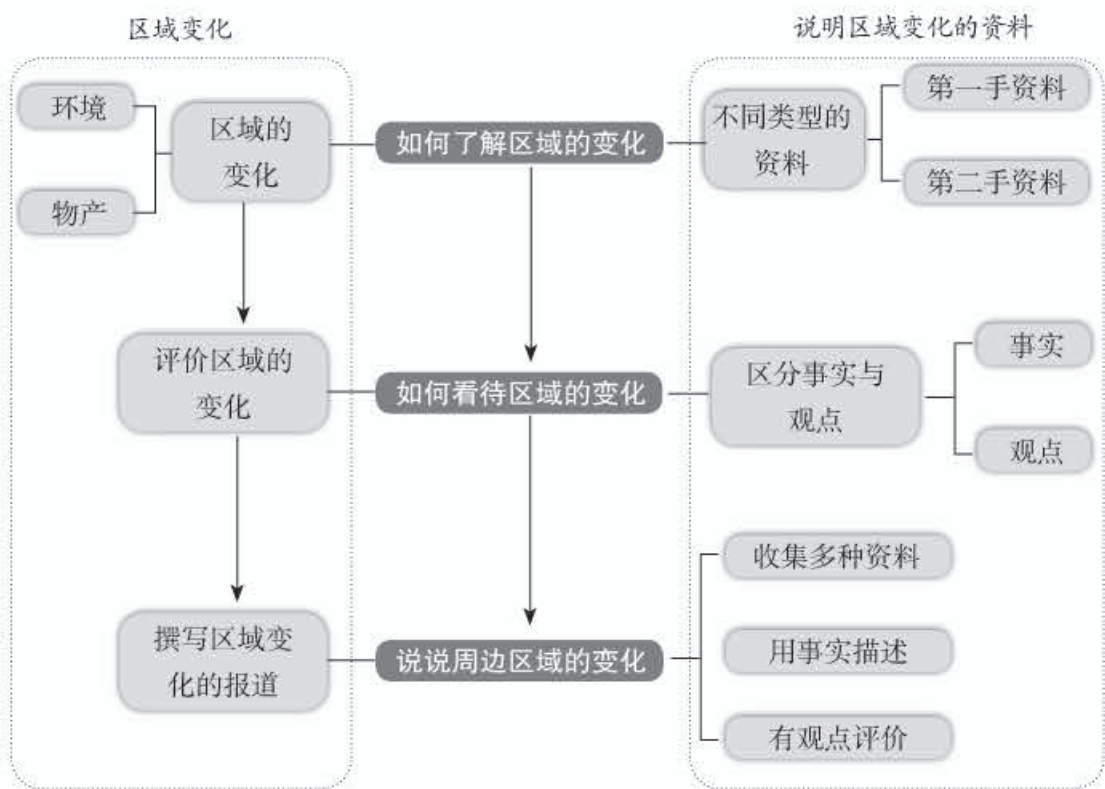 区域变化
说明区域变化的资料
环境
物产
区域的
变化
如何了解区域的变化
不同类型的
资料
第一手资料
第二手资料
评价区域的
变化
如何看待区域的变化
区分事实与
观点
事实
观点
撰写区域变
化的报道
说说周边区域的变化
收集多种资料
用事实描述
有观点评价